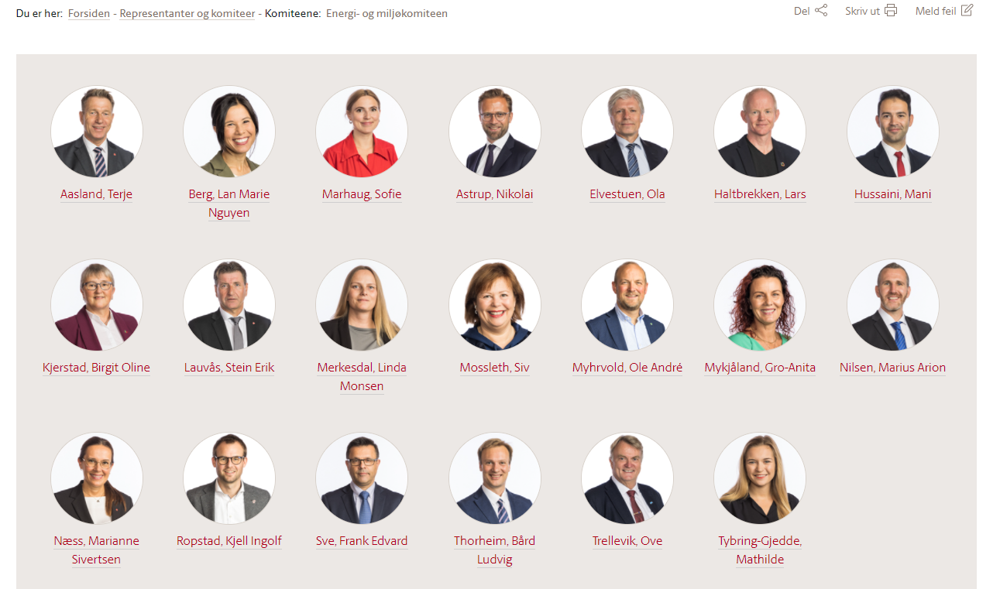 Du er her: Forsiden - Representanter og komiteer - Komiteene: Energi- og miljøkomiteen
Del Skriv ut Meld feil
Aasland, Terje
Berg, Lan Marie
Nguyen
Marhaug, Sofie
Astrup, Nikolai
Elvestuen, Ola
Haltbrekken, Lars
Hussaini, Mani
Kjerstad, Birgit Oline
Lauvås, Stein Erik
Merkesdal, Linda
Monsen
Mossleth, Siv
Myhrvold, Ole André
Mykjåland, Gro-Anita
Nilsen, Marius Arion
Næss, Marianne
Sivertsen
Ropstad, Kjell Ingolf
Sve, Frank Edvard
Thorheim, Bård
Ludvig
Trellevik, Ove
Tybring-Gjedde,
Mathilde